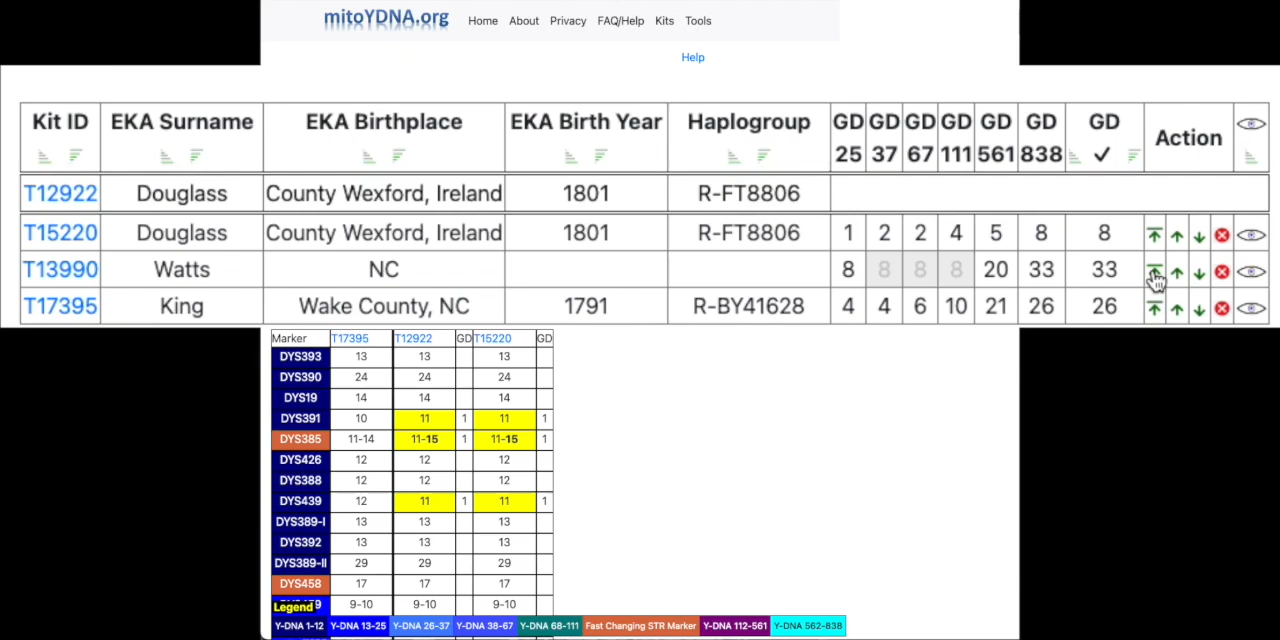 mitoYDNA.org Home About Privacy FAQ/Help Kits Tools
Help
Kit ID EKA Surname EKA Birthplace EKA Birth Year Haplogroup GD 25 GD 37 GD 67 GD 111 GD 561 GD 838 GD ✓ Action
T12922 Douglass County Wexford, Ireland 1801 R-FT8806
T15220 Douglass County Wexford, Ireland 1801 R-FT8806 1 2 2 4 5 8 8
T13990 Watts NC 8 8 8 8 20 33 33
T17395 King Wake County, NC 1791 R-BY41628 4 4 6 10 21 26 26
Marker T17395 T12922 GD T15220 GD
DYS393 13 13 13
DYS390 24 24 24
DYS19 14 14 14
DYS391 10 11 1 11 1
DYS385 11-14 11-15 1 11-15 1
DYS426 12 12 12
DYS388 12 12 12
DYS439 12 11 1 11 1
DYS389-I 13 13 13
DYS392 13 13 13
DYS389-II 29 29 29
DYS458 17 17 17
Legend 9-10 9-10 9-10
Y-DNA 1-12 Y-DNA 13-25 Y-DNA 26-37 Y-DNA 38-67 Y-DNA 68-111 Fast Changing STR Marker Y-DNA 112-561 Y-DNA 562-838